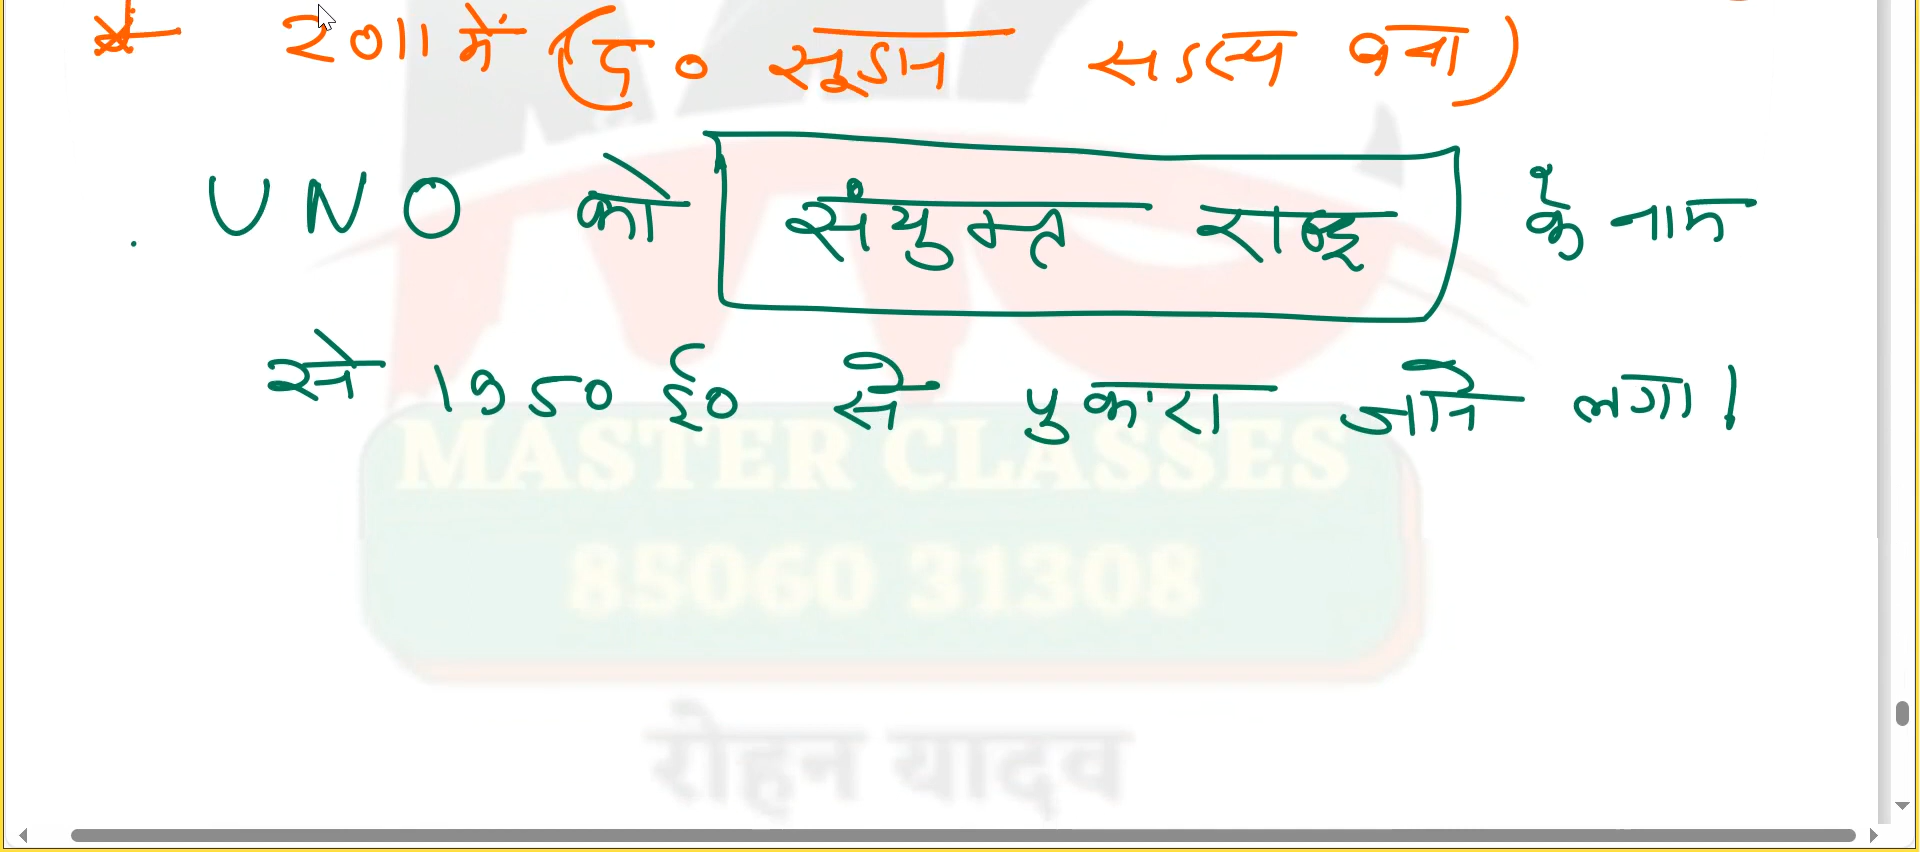 * 2011 में (द० सूडान सदस्य बना)
UNO को संयुक्त राष्ट्र के नाम
से 1950 ई० से पुकारा जाने लगा।
MASTER CLASSES
85060 31308
रोहन यादव